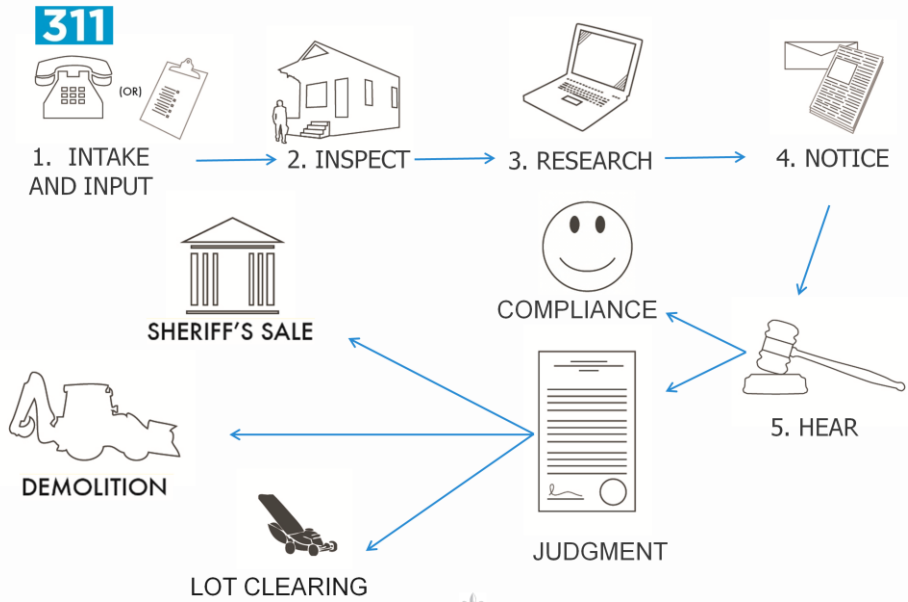 311
(OR)
1. INTAKE
AND INPUT
2. INSPECT
3. RESEARCH
4. NOTICE
COMPLIANCE
SHERIFF'S SALE
5. HEAR
DEMOLITION
JUDGMENT
LOT CLEARING